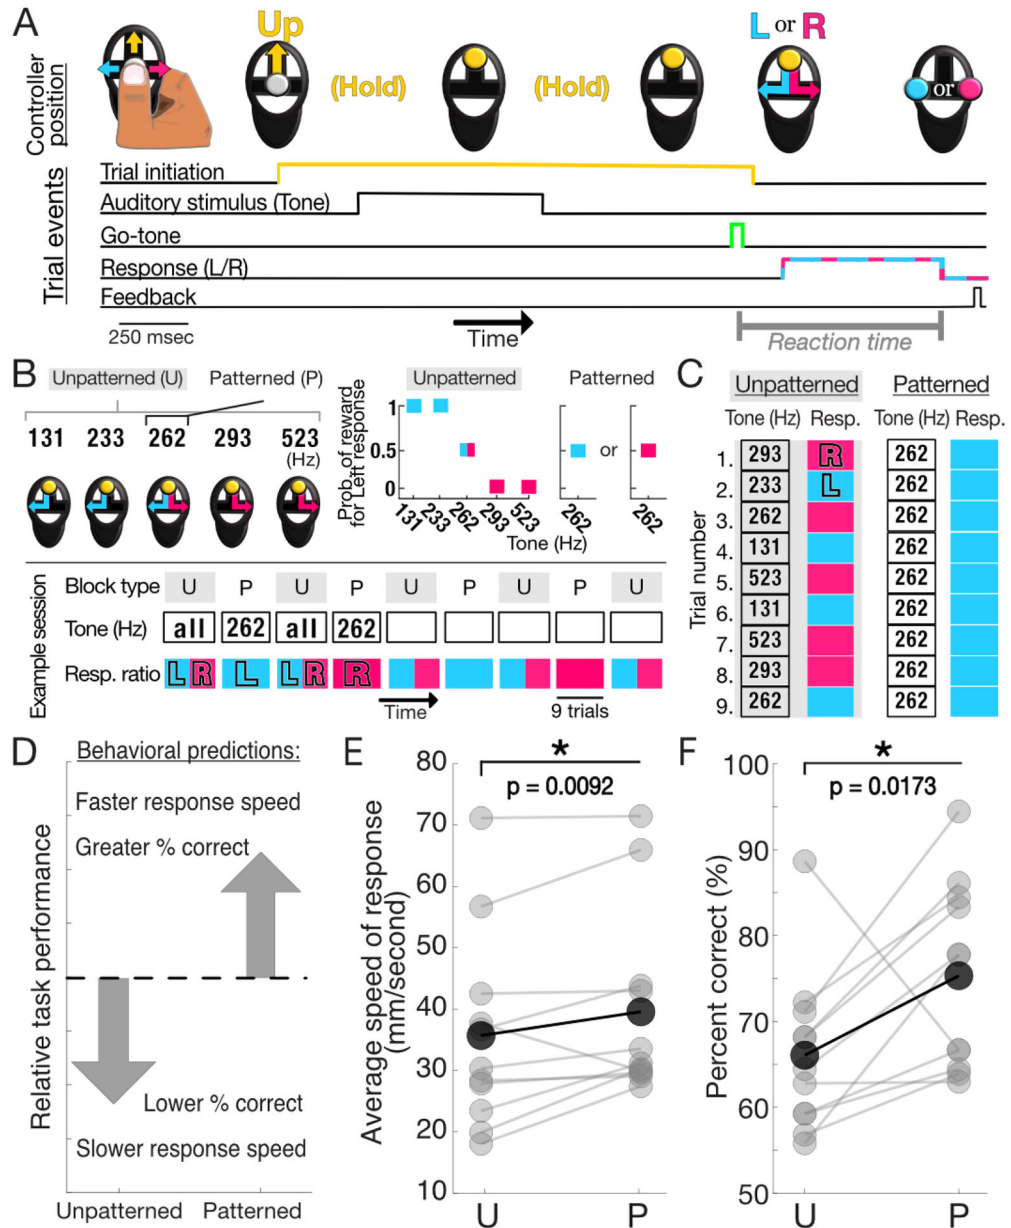 A
Controller position
Up
(Hold)
(Hold)
L or R
or
Trial events
Trial initiation
Auditory stimulus (Tone)
Go-tone
Response (L/R)
Feedback
250 msec
Time
Reaction time
B
Unpatterned (U)
Patterned (P)
131 233 262 293 523
(Hz)
Prob. of reward
for Left response
Unpatterned
Patterned
1
0.5
0
131 233 262 293 523
or
262
262
Tone (Hz)
Example session
Block type U P U P U P U P U
Tone (Hz) all 262 all 262
Resp. ratio L R L L R R
Time
9 trials
C
Unpatterned Patterned
Tone (Hz) Resp. Tone (Hz) Resp.
Trial number
1. 293 R 262
2. 233 L 262
3. 262 262
4. 131 262
5. 523 262
6. 131 262
7. 523 262
8. 293 262
9. 262 262
D
Behavioral predictions:
Relative task performance
Faster response speed
Greater % correct
Lower % correct
Slower response speed
Unpatterned Patterned
E
Average speed of response
(mm/second)
*
p = 0.0092
80
70
60
50
40
30
20
10
U P
F
Percent correct (%)
*
p = 0.0173
100
90
80
70
60
50
U P